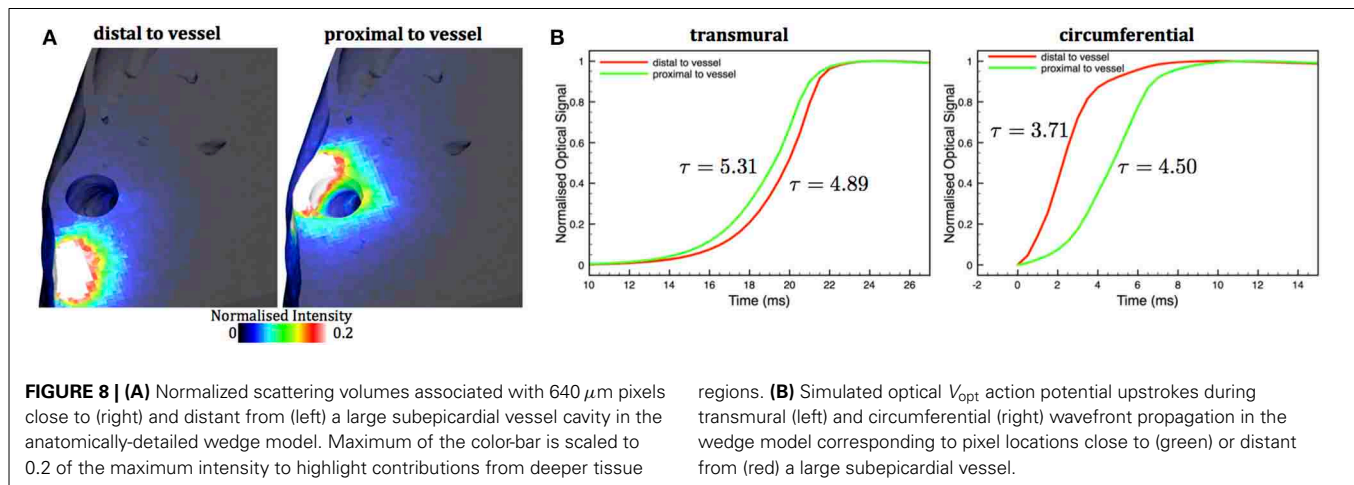 A
distal to vessel
proximal to vessel
Normalised Intensity
0
0.2
B
transmural
distal to vessel
proximal to vessel
1
0.8
0.6
0.4
0.2
0
Normalised Optical Signal
τ = 5.31
τ = 4.89
10 12 14 16 18 20 22 24 26
Time (ms)
circumferential
distal to vessel
proximal to vessel
1
0.8
0.6
0.4
0.2
0
Normalised Optical Signal
τ = 3.71
τ = 4.50
-2 0 2 4 6 8 10 12 14
Time (ms)
FIGURE 8 | (A) Normalized scattering volumes associated with 640 μm pixels
close to (right) and distant from (left) a large subepicardial vessel cavity in the
anatomically-detailed wedge model. Maximum of the color-bar is scaled to
0.2 of the maximum intensity to highlight contributions from deeper tissue
regions. (B) Simulated optical Vopt action potential upstrokes during
transmural (left) and circumferential (right) wavefront propagation in the
wedge model corresponding to pixel locations close to (green) or distant
from (red) a large subepicardial vessel.